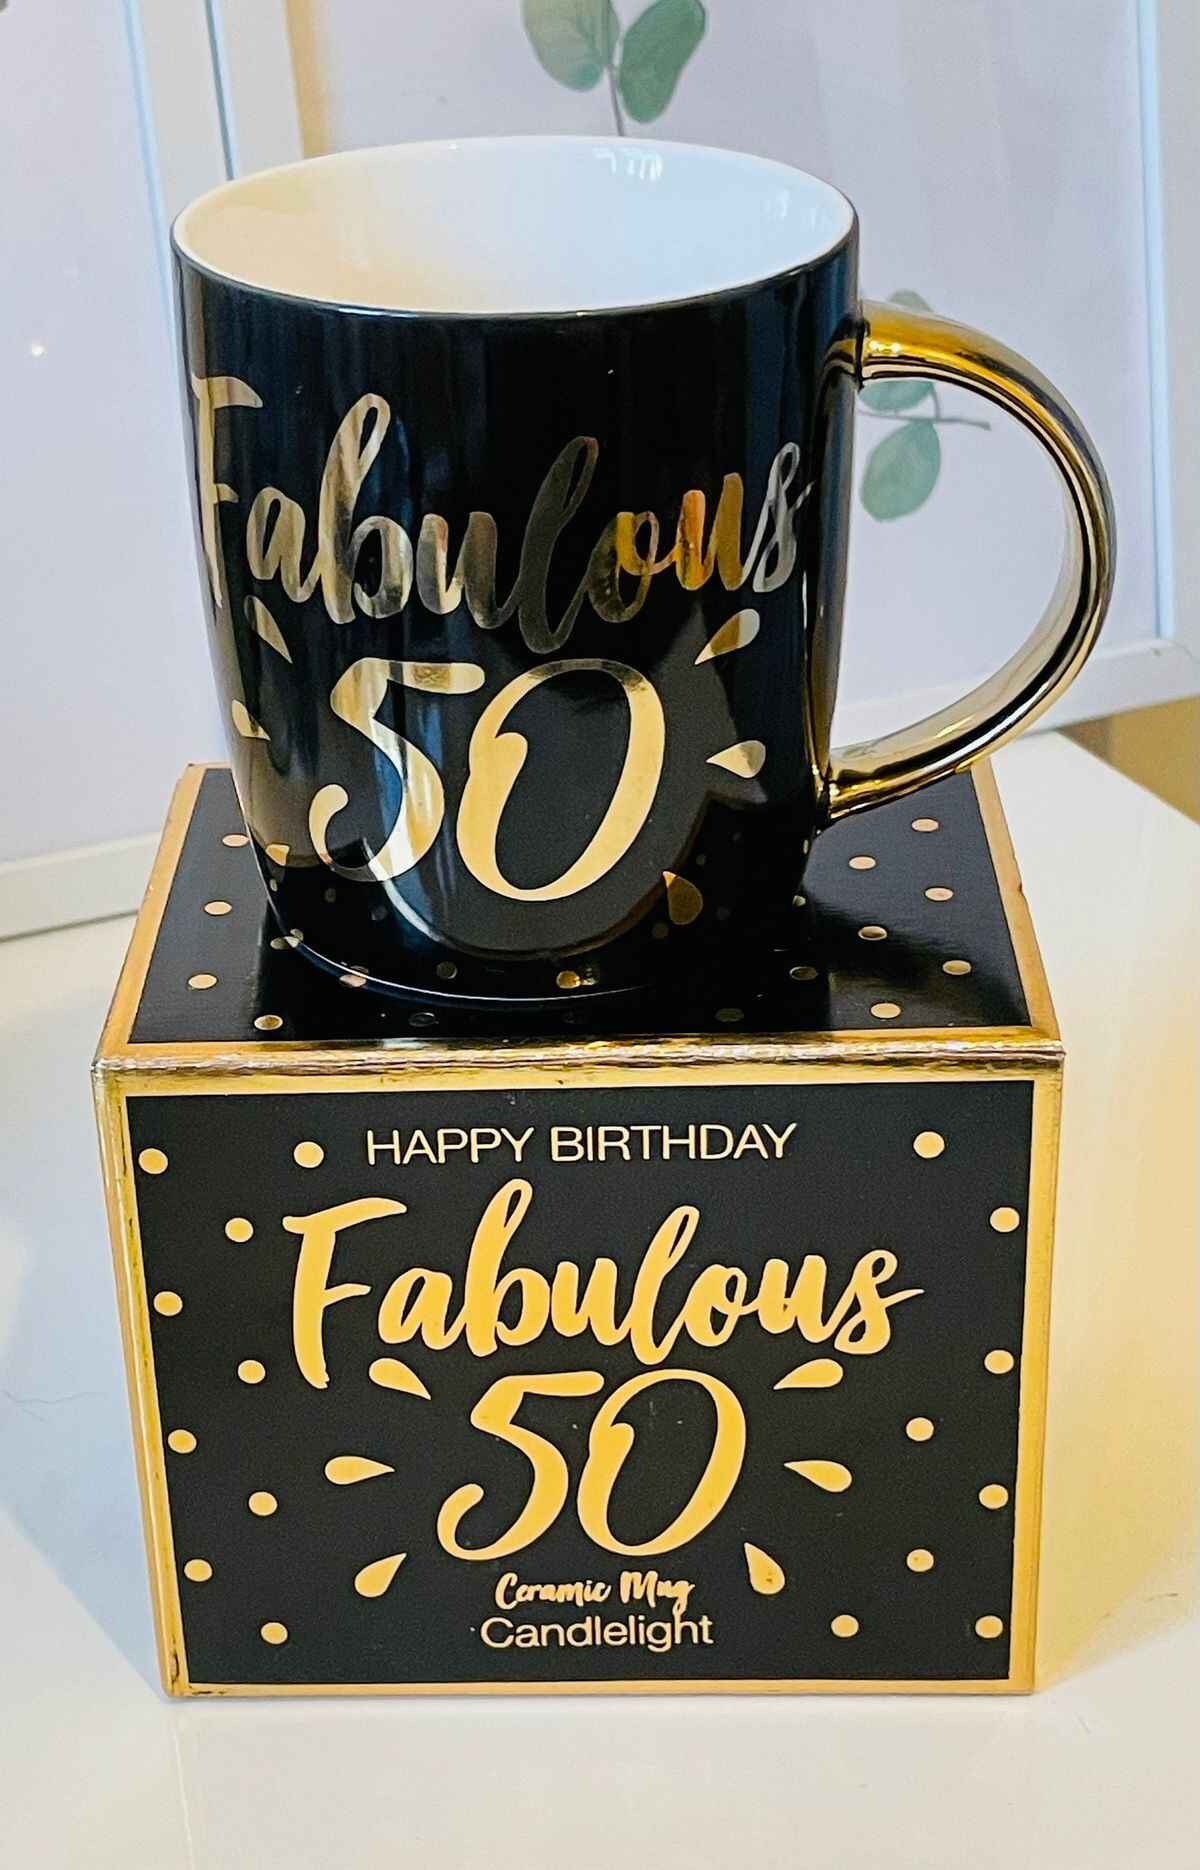 Fabulous
50
HAPPY BIRTHDAY
Fabulous
50
Ceramic Mug
Candlelight